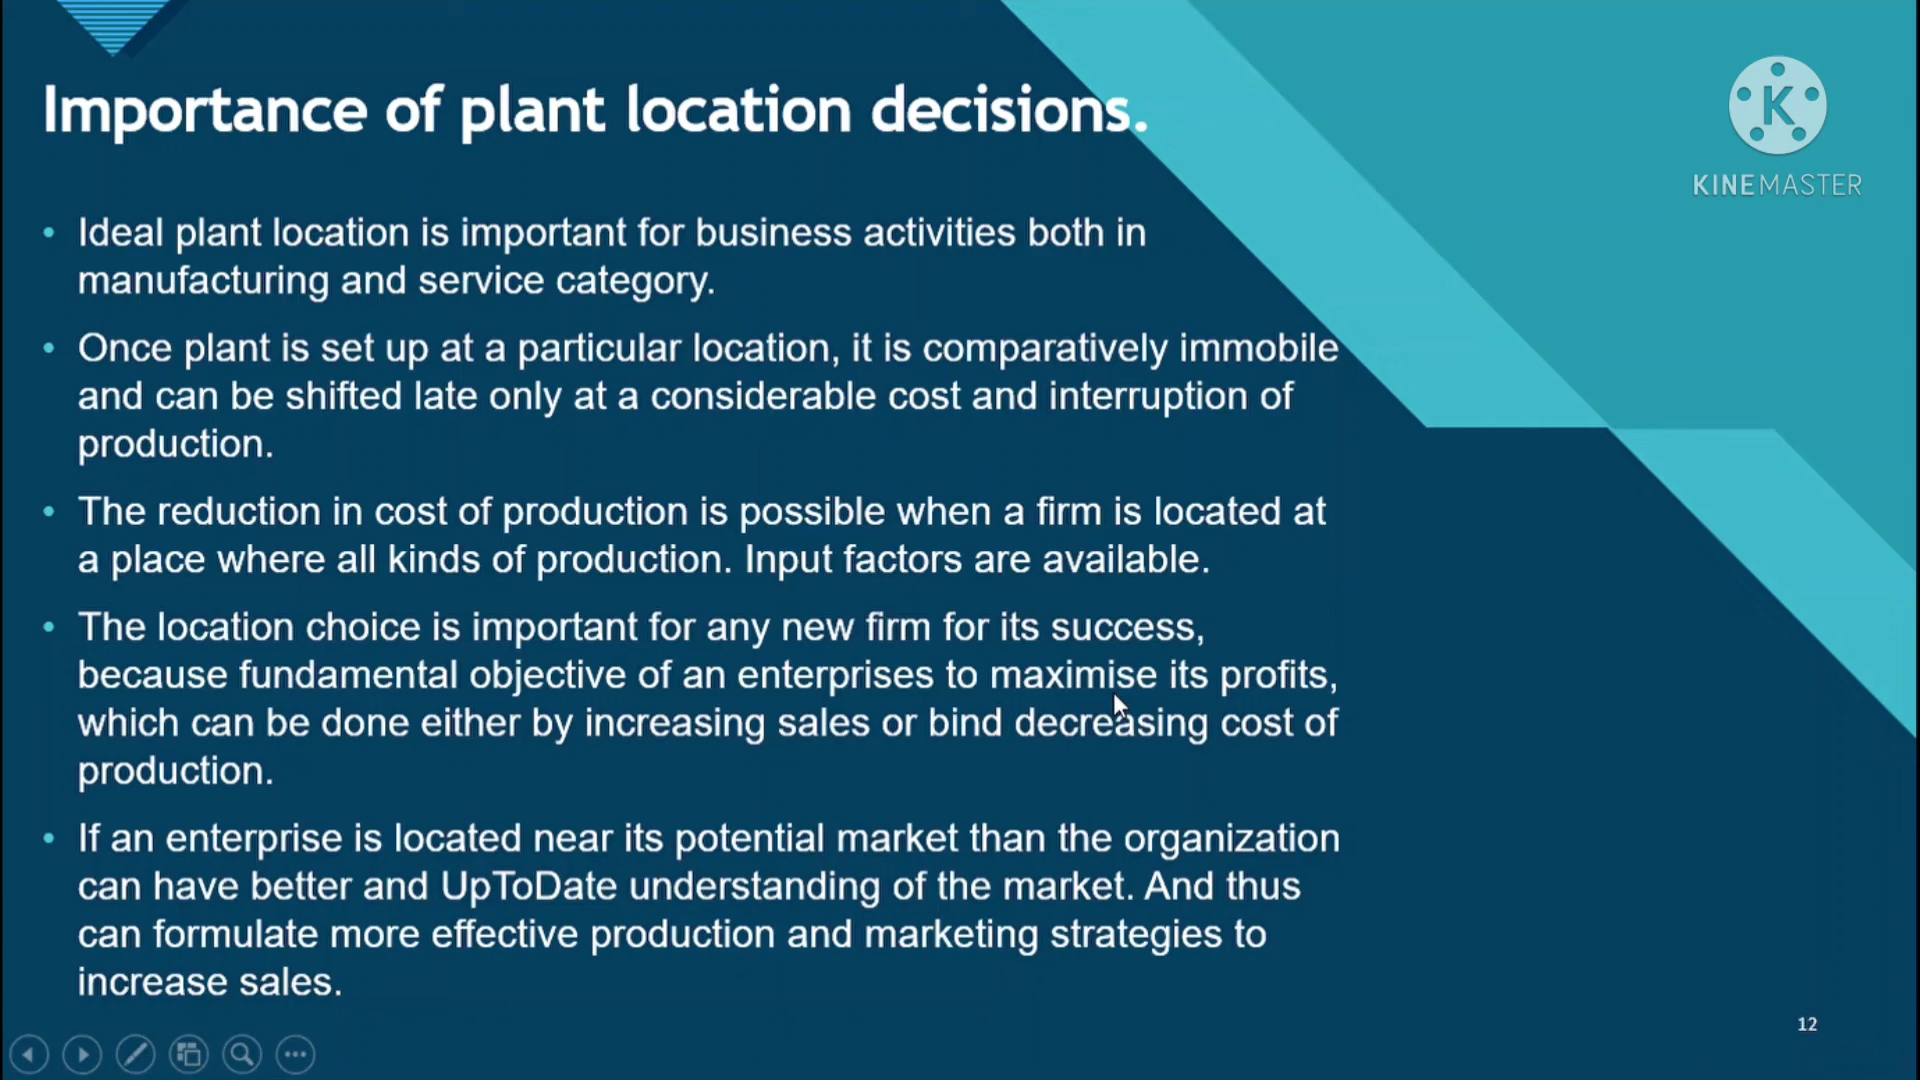 Importance of plant location decisions.
K
KINEMASTER
• Ideal plant location is important for business activities both in
manufacturing and service category.
• Once plant is set up at a particular location, it is comparatively immobile
and can be shifted late only at a considerable cost and interruption of
production.
• The reduction in cost of production is possible when a firm is located at
a place where all kinds of production. Input factors are available.
• The location choice is important for any new firm for its success,
because fundamental objective of an enterprises to maximise its profits,
which can be done either by increasing sales or bind decreasing cost of
production.
• If an enterprise is located near its potential market than the organization
can have better and UpToDate understanding of the market. And thus
can formulate more effective production and marketing strategies to
increase sales.
12